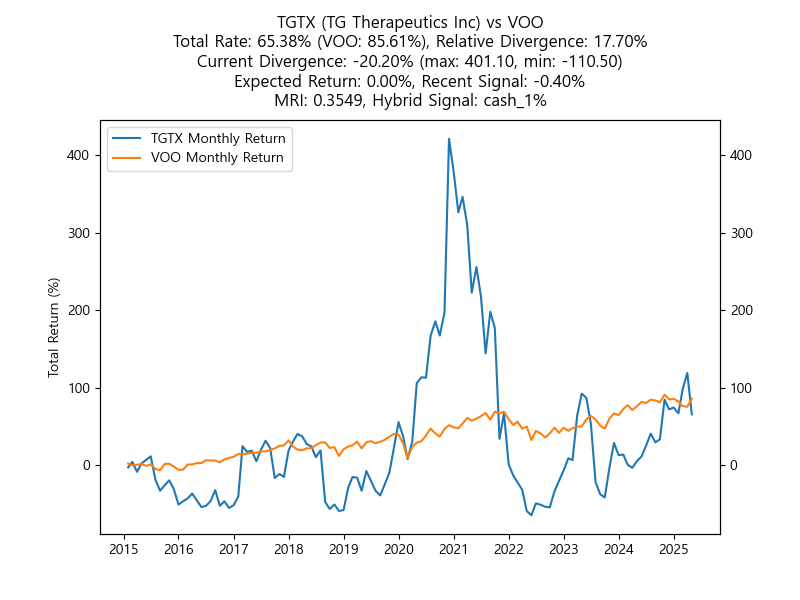 TGTX (TG Therapeutics Inc) vs VOO
Total Rate: 65.38% (VOO: 85.61%), Relative Divergence: 17.70%
Current Divergence: -20.20% (max: 401.10, min: -110.50)
Expected Return: 0.00%, Recent Signal: -0.40%
MRI: 0.3549, Hybrid Signal: cash_1%
TGTX Monthly Return
VOO Monthly Return
Total Return (%)
400
300
200
100
0
400
300
200
100
0
2015 2016 2017 2018 2019 2020 2021 2022 2023 2024 2025